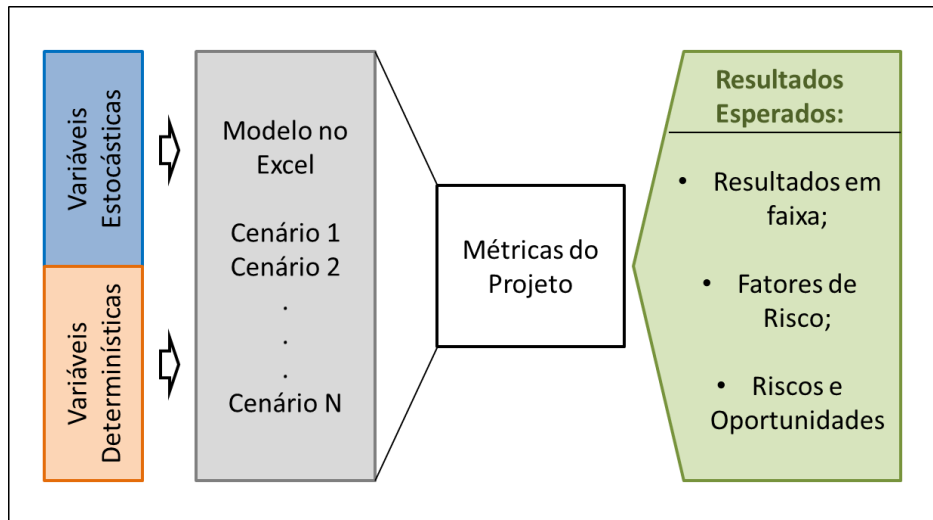 Variáveis
Estocásticas
Variáveis
Determinísticas
Modelo no
Excel
Cenário 1
Cenário 2
.
.
.
Cenário N
Métricas do
Projeto
Resultados
Esperados:
• Resultados em
faixa;
• Fatores de
Risco;
• Riscos e
Oportunidades